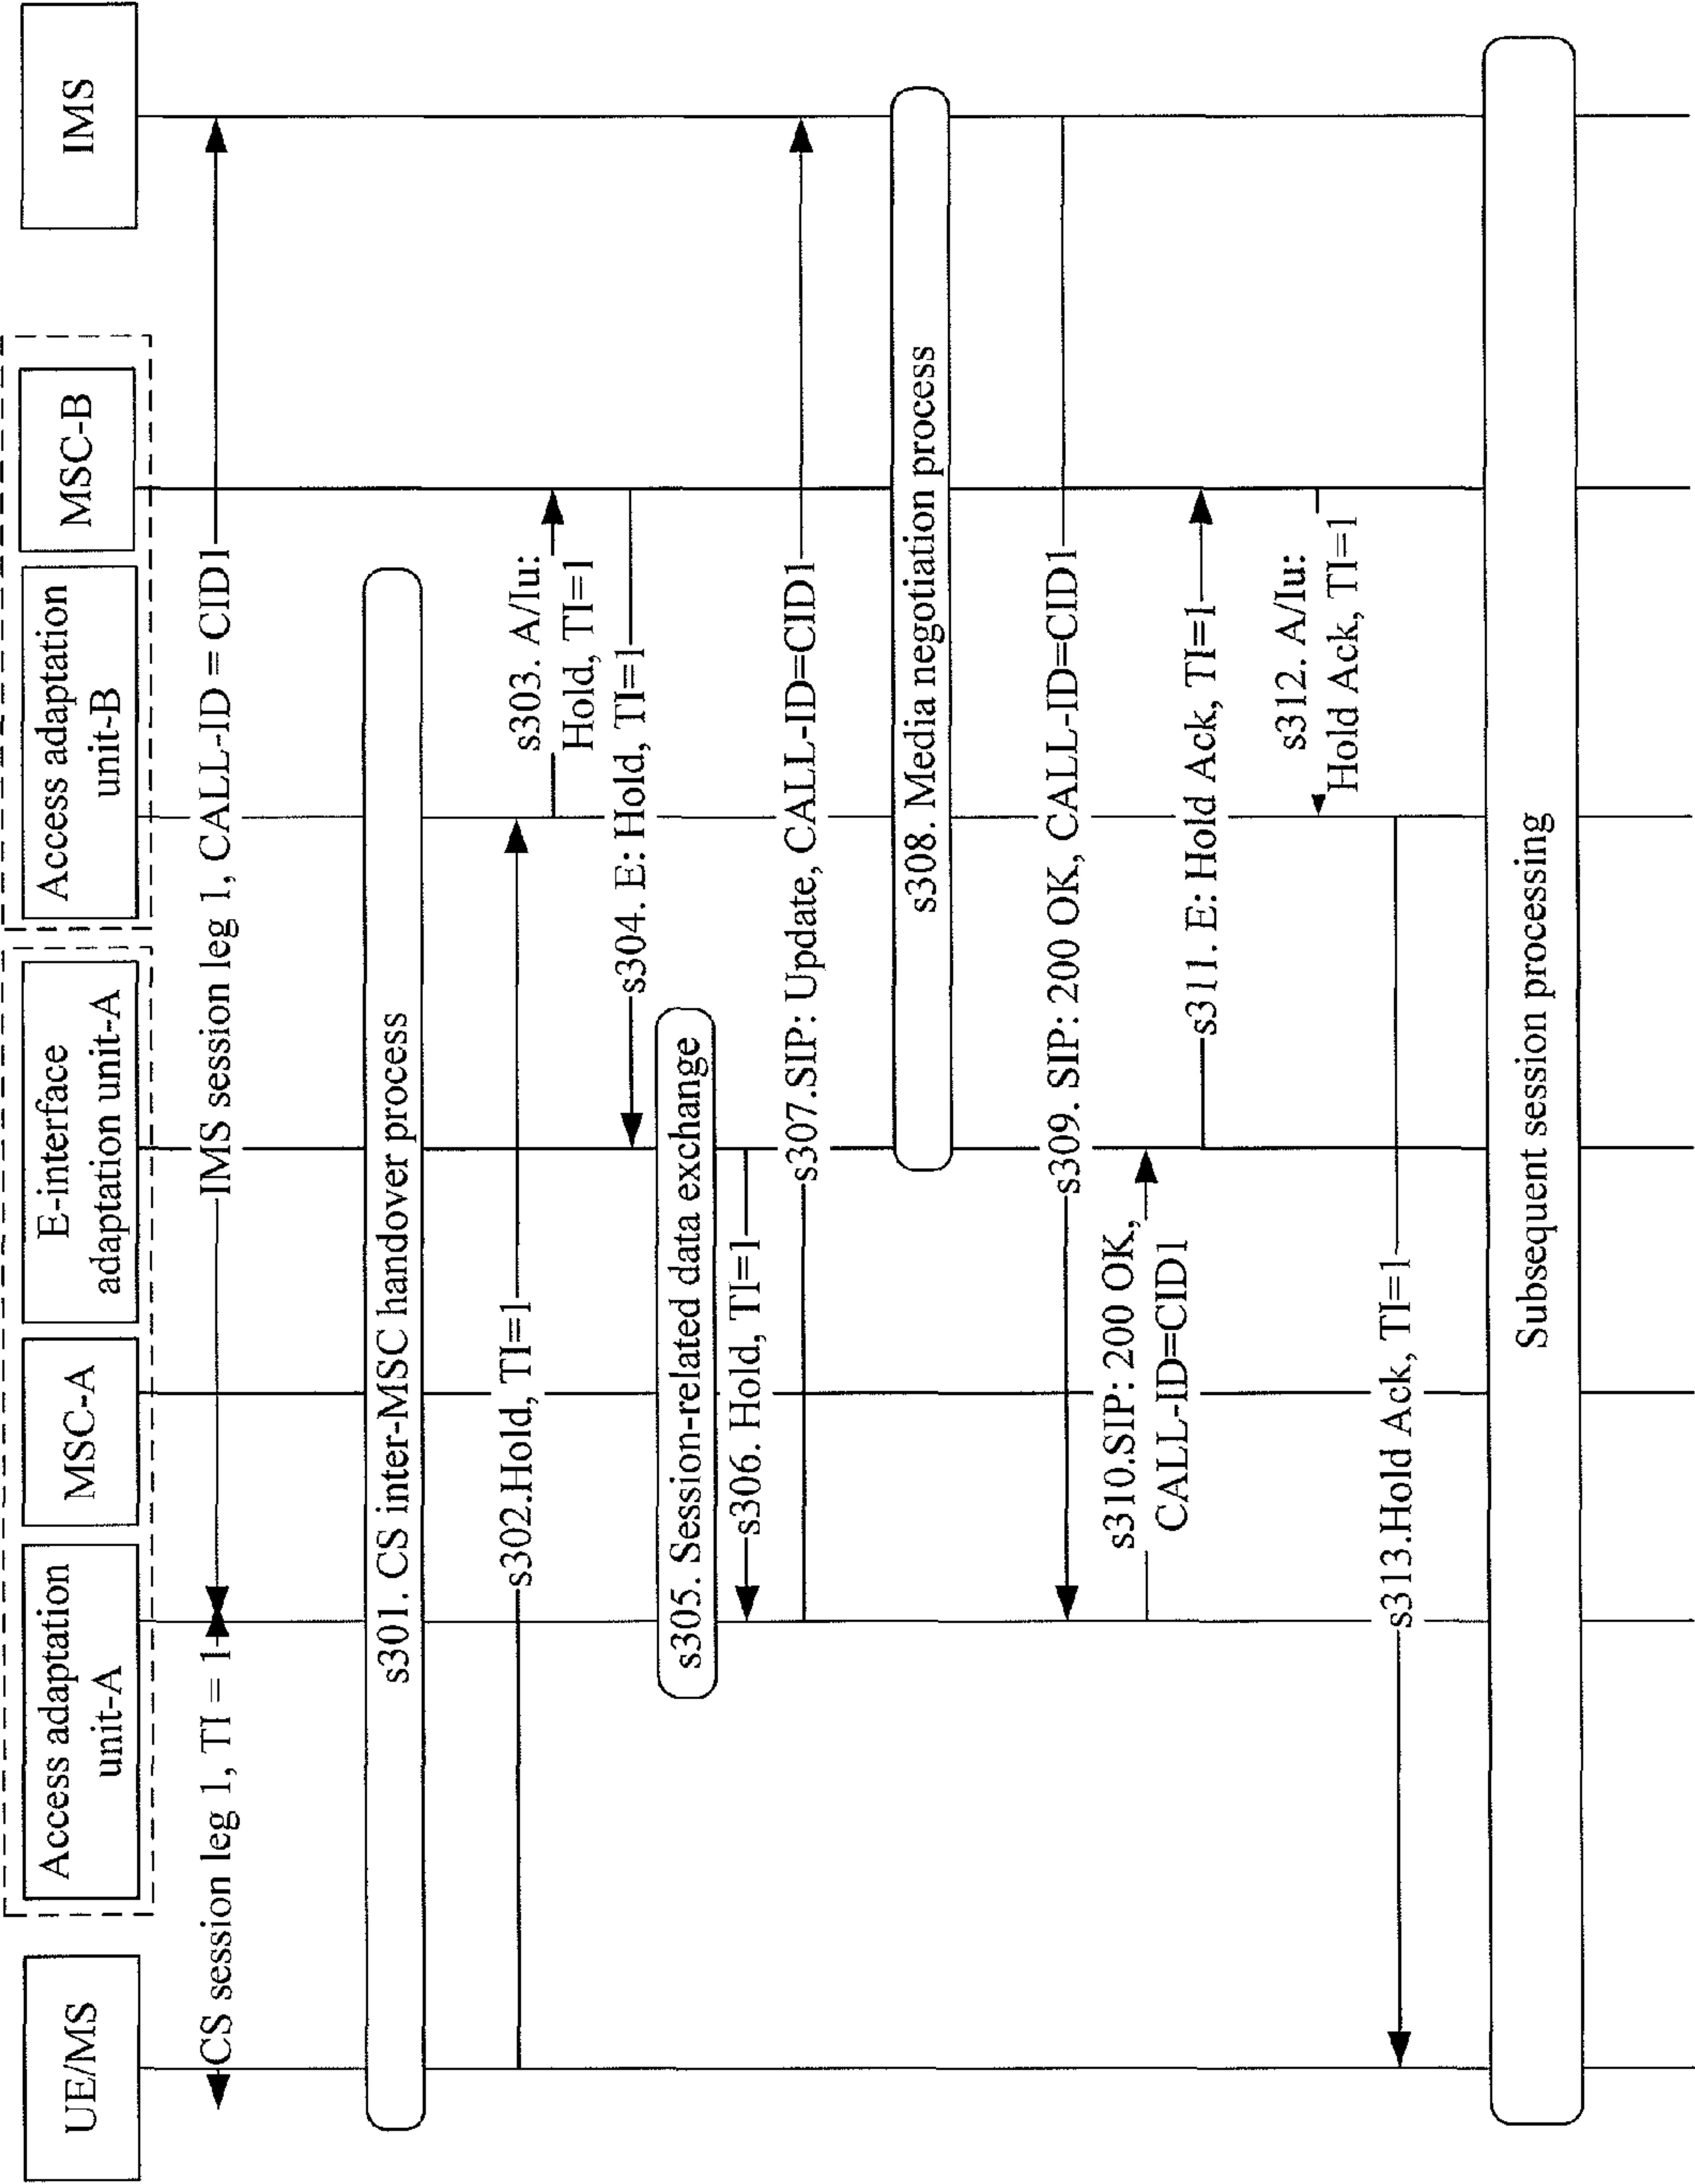 UE/MS
Access adaptation
unit-A
MSC-A
E-interface
adaptation unit-A
Access adaptation
unit-B
MSC-B
IMS
CS session leg 1, TI = 1
IMS session leg 1, CALL-ID = CID1
s301. CS inter-MSC handover process
s302.Hold, TI=1
s303. A/Iu:
Hold, TI=1
s304. E: Hold, TI=1
s305. Session-related data exchange
s306. Hold, TI=1
s307.SIP: Update, CALL-ID=CID1
s308. Media negotiation process
s309. SIP: 200 OK, CALL-ID=CID1
s310.SIP: 200 OK,
CALL-ID=CID1
s311. E: Hold Ack, TI=1
s312. A/Iu:
Hold Ack, TI=1
s313.Hold Ack, TI=1
Subsequent session processing